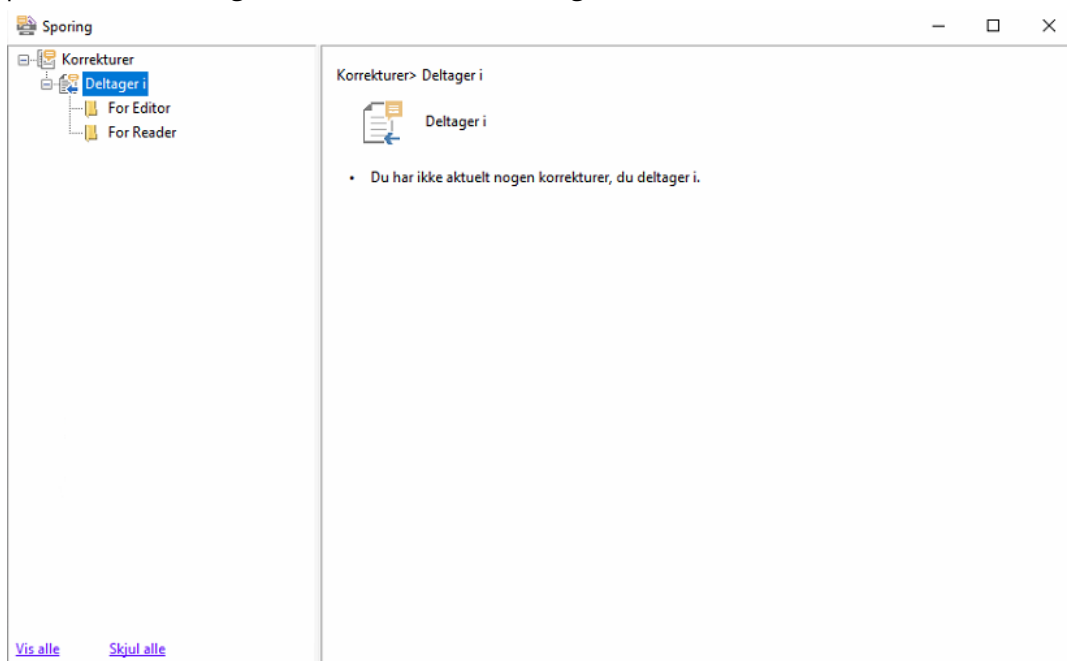 Sporing
Korrekturer
Deltager i
For Editor
For Reader
Vis alle
Skjul alle
Korrekturer> Deltager i
Deltager i
• Du har ikke aktuelt nogen korrekturer, du deltager i.